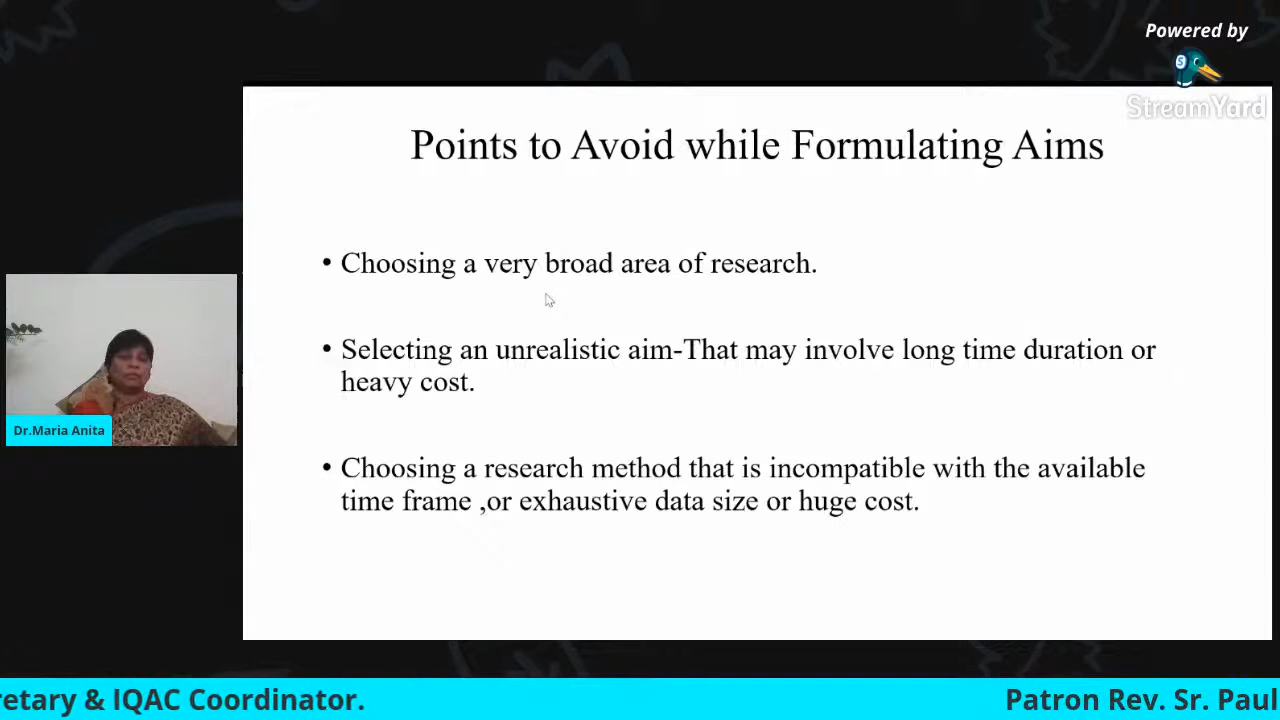 Powered by
StreamYard
Points to Avoid while Formulating Aims
• Choosing a very broad area of research.
• Selecting an unrealistic aim-That may involve long time duration or
heavy cost.
• Choosing a research method that is incompatible with the available
time frame ,or exhaustive data size or huge cost.
Dr.Maria Anita
retary & IQAC Coordinator.
Patron Rev. Sr. Paul